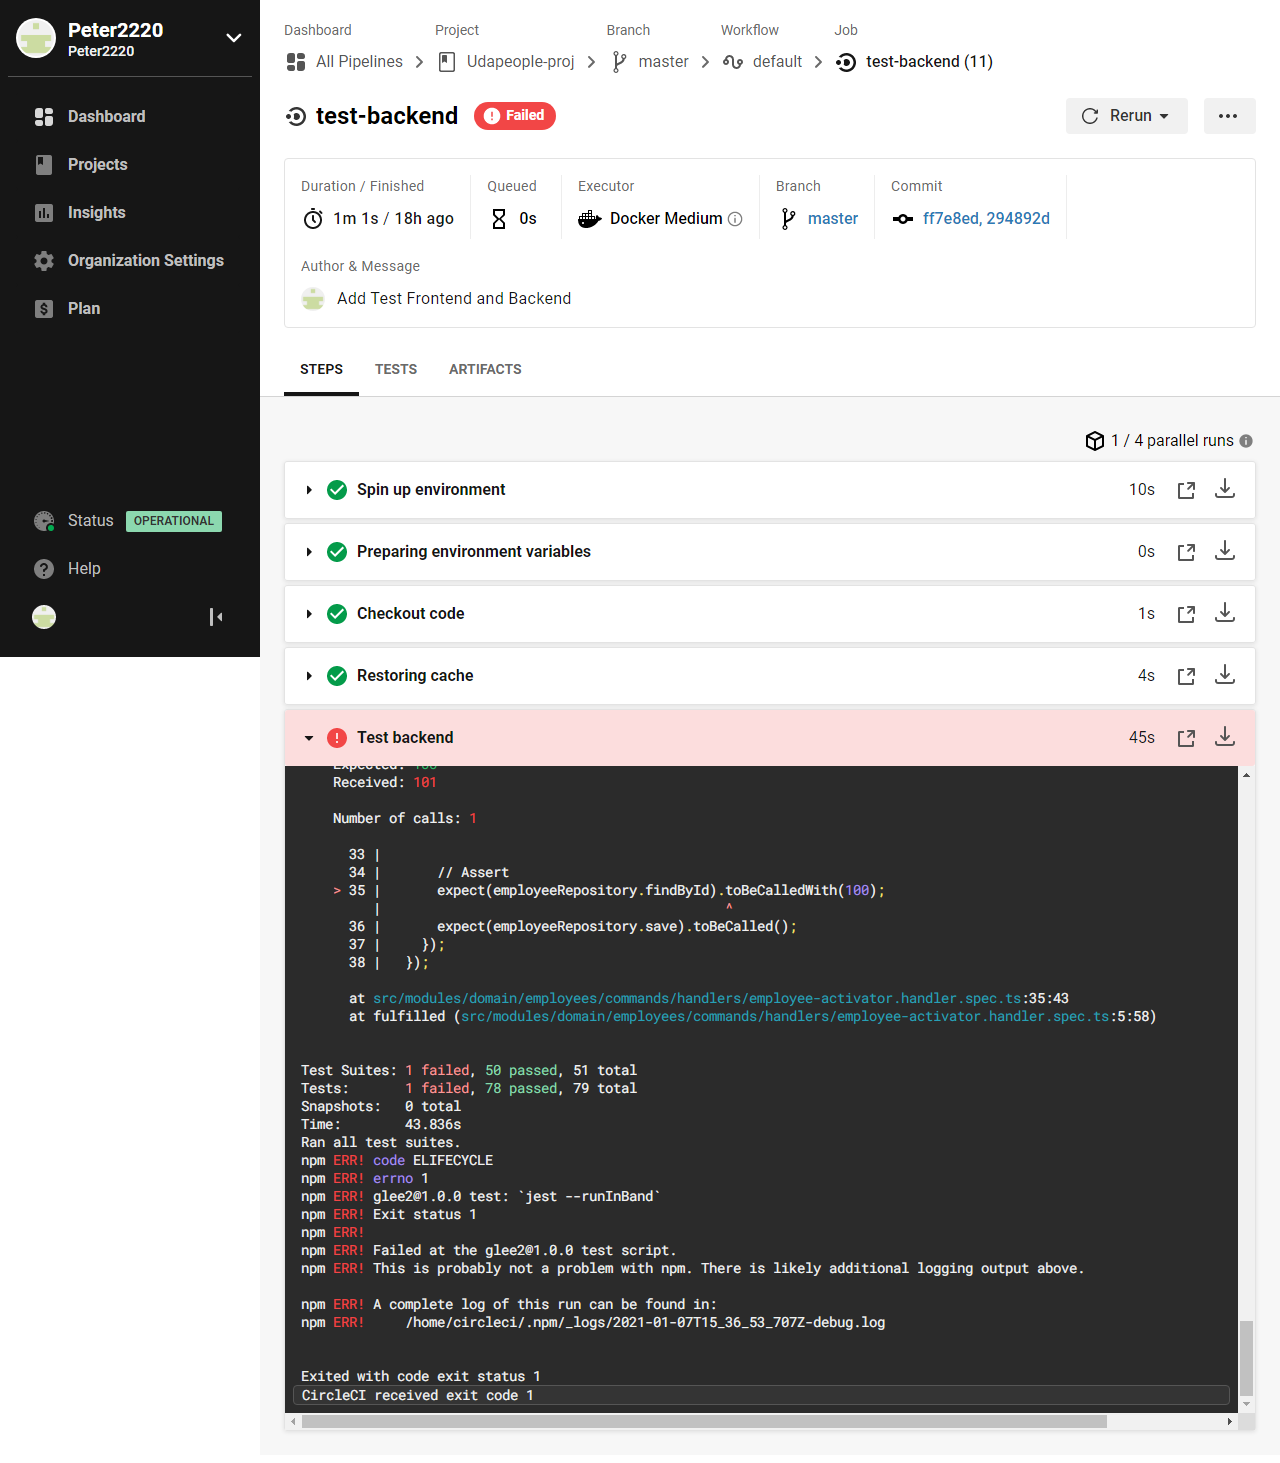 Peter2220
Peter2220
Dashboard
Projects
Insights
Organization Settings
Plan
Status OPERATIONAL
Help
Dashboard Project Branch Workflow Job
All Pipelines Udapeople-proj master default test-backend (11)
test-backend Failed Rerun
Duration / Finished Queued Executor Branch Commit
1m 1s / 18h ago 0s Docker Medium master ff7e8ed, 294892d
Author & Message
Add Test Frontend and Backend
STEPS TESTS ARTIFACTS
1 / 4 parallel runs
Spin up environment 10s
Preparing environment variables 0s
Checkout code 1s
Restoring cache 4s
Test backend 45s
Expected: 100
Received: 101
Number of calls: 1
33 |
34 | // Assert
> 35 | expect(employeeRepository.findById).toBeCalledWith(100);
| ^
36 | expect(employeeRepository.save).toBeCalled();
37 | });
38 | });
at src/modules/domain/employees/commands/handlers/employee-activator.handler.spec.ts:35:43
at fulfilled (src/modules/domain/employees/commands/handlers/employee-activator.handler.spec.ts:5:58)
Test Suites: 1 failed, 50 passed, 51 total
Tests: 1 failed, 78 passed, 79 total
Snapshots: 0 total
Time: 43.836s
Ran all test suites.
npm ERR! code ELIFECYCLE
npm ERR! errno 1
npm ERR! glee2@1.0.0 test: `jest --runInBand`
npm ERR! Exit status 1
npm ERR!
npm ERR! Failed at the glee2@1.0.0 test script.
npm ERR! This is probably not a problem with npm. There is likely additional logging output above.
npm ERR! A complete log of this run can be found in:
npm ERR! /home/circleci/.npm/_logs/2021-01-07T15_36_53_707Z-debug.log
Exited with code exit status 1
CircleCI received exit code 1